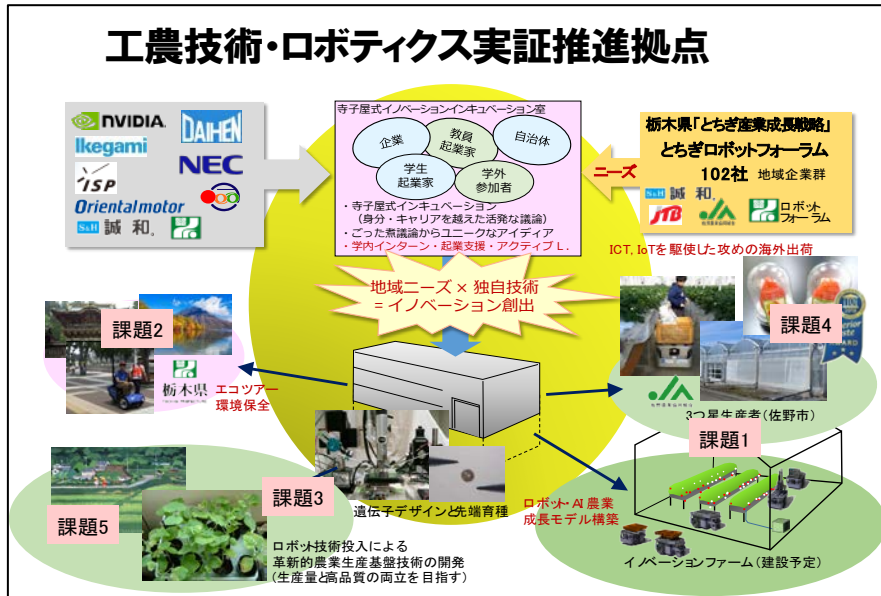 工農技術・ロボティクス実証推進拠点
NVIDIA
DAIHEN
Ikegami
NEC
ISP
Orientalmotor
S&H 誠和。
寺子屋式イノベーションインキュベーション室
企業
教員
起業家
自治体
学生
起業家
学外
参加者
・寺子屋式インキュベーション
(身分・キャリアを越えた活発な議論)
・ごった煮議論からユニークなアイディア
・学内インターン・起業支援・アクティブL.
ニーズ
栃木県「とちぎ産業成長戦略」
とちぎロボットフォーラム
102社 地域企業群
S&H 誠和。
JTB
ロボット
フォーラム
ICT, IoTを駆使した攻めの海外出荷
地域ニーズ × 独自技術
= イノベーション創出
課題2
栃木県
エコツアー
環境保全
課題4
3つ星生産者(佐野市)
課題1
課題3
遺伝子デザインと先端育種
ロボット・AI農業
成長モデル構築
イノベーションファーム(建設予定)
課題5
ロボット技術投入による
革新的農業生産基盤技術の開発
(生産量と高品質の両立を目指す)